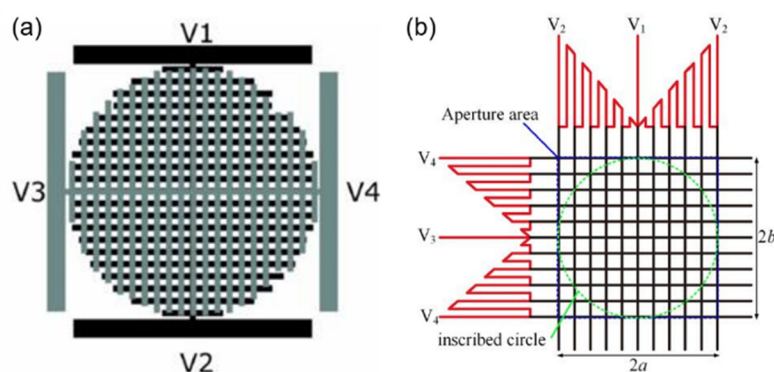 (a)
V1
V3
V4
V2
(b)
V₂ V₁ V₂
Aperture area
V₄
V₃
2b
V₄
inscribed circle
2a